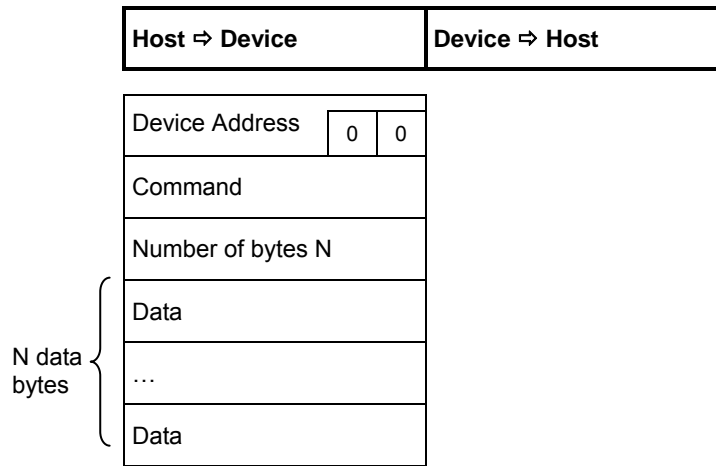 Host ⇨ Device
Device ⇨ Host
Device Address
0 0
Command
Number of bytes N
Data
N data
bytes
…
Data